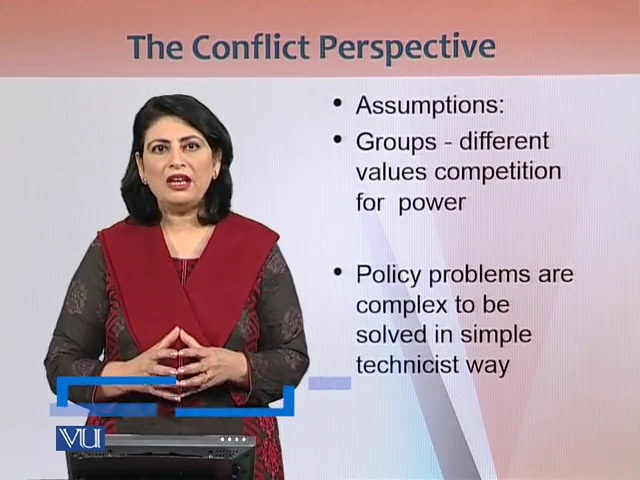 The Conflict Perspective
• Assumptions:
• Groups - different
values competition
for power
• Policy problems are
complex to be
solved in simple
technicist way
VU